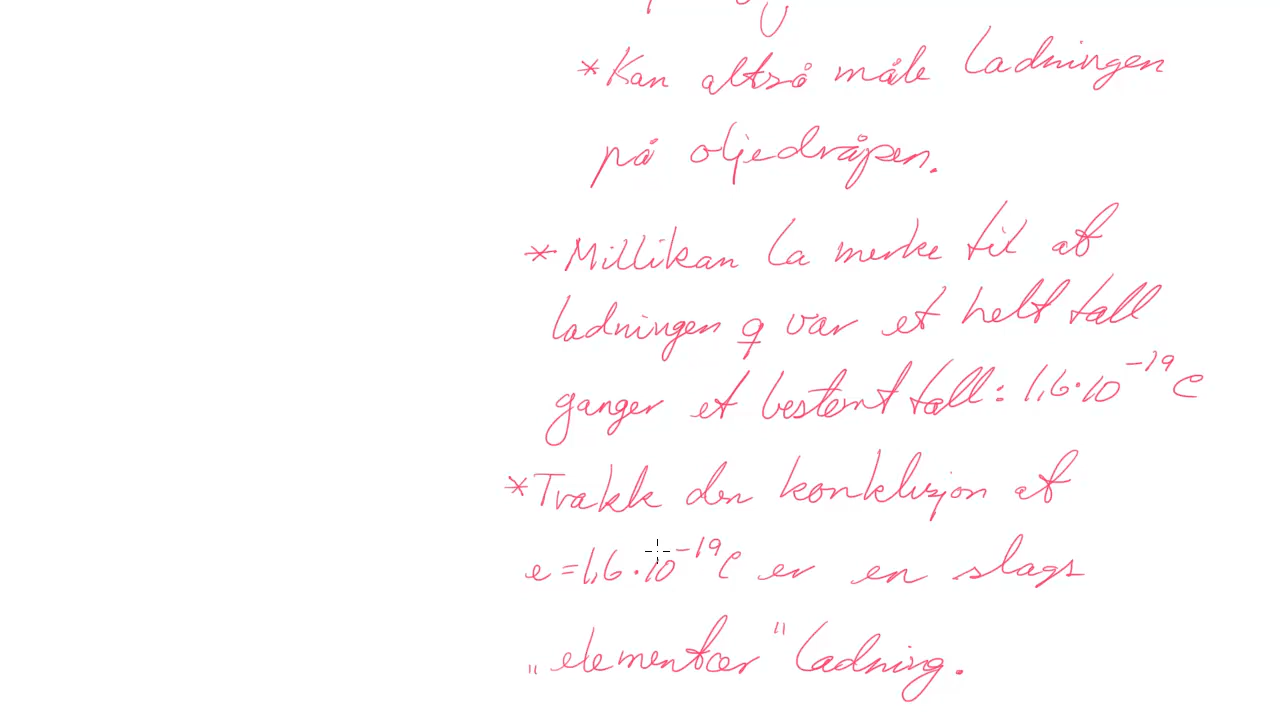 *Kan altså måle ladningen
på oljedråpen.
*Millikan la merke til at
ladningen q var et helt tall
ganger et bestemt tall: 1,6·10⁻¹⁹ C
*Trakk den konklusjon at
e = 1,6·10⁻¹⁹ C er en slags
"elementær" ladning.